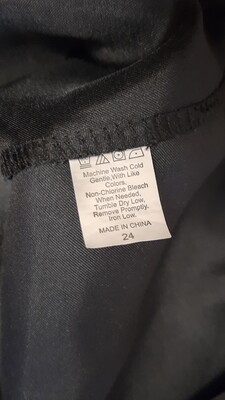 Machine Wash Cold
Gentle,With Like
Colors,
Non-Chlorine Bleach
When Needed,
Tumble Dry Low,
Remove Promptly,
Iron Low.
MADE IN CHINA
24